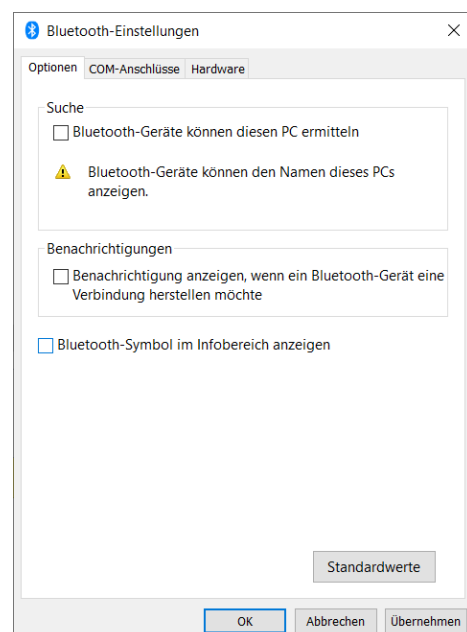 Bluetooth-Einstellungen
Optionen COM-Anschlüsse Hardware
Suche
Bluetooth-Geräte können diesen PC ermitteln
Bluetooth-Geräte können den Namen dieses PCs
anzeigen.
Benachrichtigungen
Benachrichtigung anzeigen, wenn ein Bluetooth-Gerät eine
Verbindung herstellen möchte
Bluetooth-Symbol im Infobereich anzeigen
Standardwerte
OK Abbrechen Übernehmen